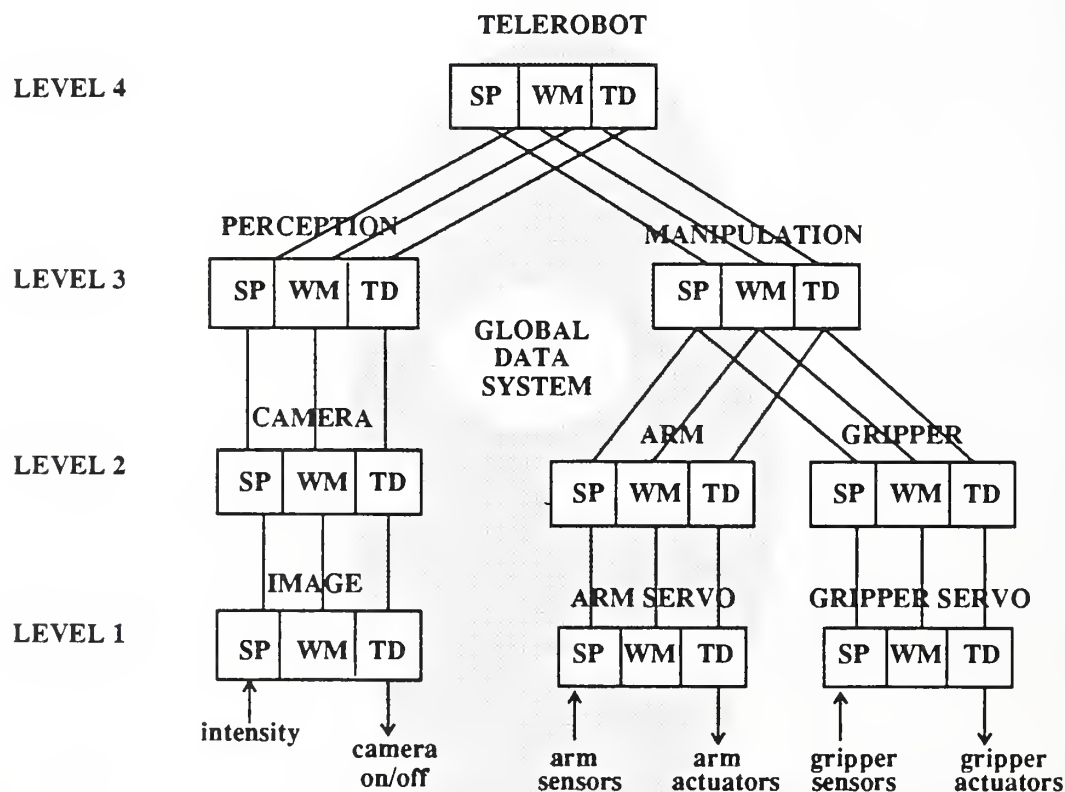 TELEROBOT
LEVEL 4
SP WM TD
PERCEPTION
MANIPULATION
LEVEL 3
SP WM TD
SP WM TD
GLOBAL
DATA
SYSTEM
CAMERA
ARM
GRIPPER
LEVEL 2
SP WM TD
SP WM TD
SP WM TD
IMAGE
ARM SERVO
GRIPPER SERVO
LEVEL 1
SP WM TD
SP WM TD
SP WM TD
intensity
camera
on/off
arm
sensors
arm
actuators
gripper
sensors
gripper
actuators